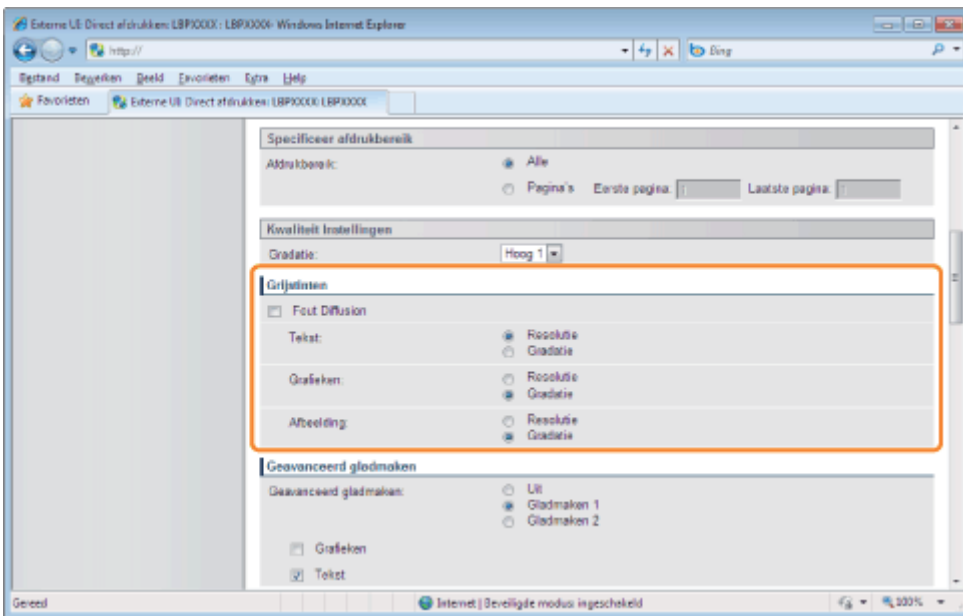 Externe UI: Direct afdrukken: LBPXXXX : LBPXXXX- Windows Internet Explorer
http://
Bing
Bestand Bewerken Beeld Favorieten Extra Help
Favorieten Externe UI: Direct afdrukken: LBPXXXX: LBPXXXX
Specificeer afdrukbereik
Afdrukbereik: Alle
Pagina's Eerste pagina: 1 Laatste pagina: 1
Kwaliteit Instellingen
Gradatie: Hoog 1
Grijstinten
Fout Diffusion
Tekst: Resolutie
Gradatie
Grafieken: Resolutie
Gradatie
Afbeelding: Resolutie
Gradatie
Geavanceerd gladmaken
Geavanceerd gladmaken: Uit
Gladmaken 1
Gladmaken 2
Grafieken
Tekst
Gereed Internet | Beveiligde modus: ingeschakeld 100%